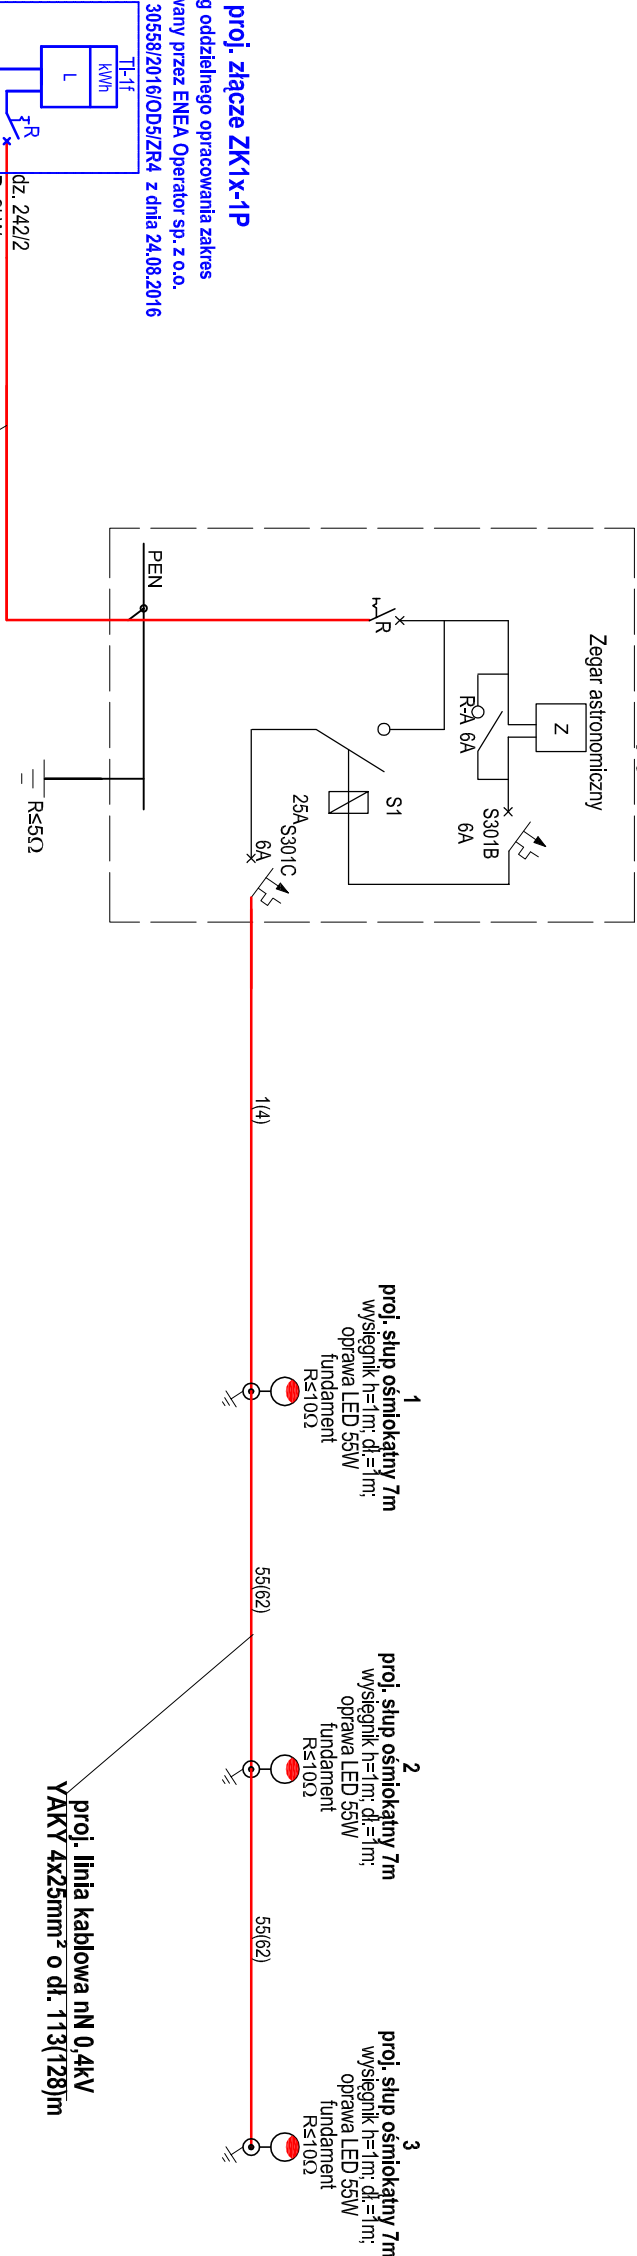 proj. złącze ZK1x-1P
g oddzielnego opracowania zakres
wany przez ENEA Operator sp. z o.o.
30558/2016/OD5/ZR4 z dnia 24.08.2016
TI-1f
kWh
L
R
dz. 242/2
Zegar astronomiczny
Z
R-A 6A
S301B
6A
R
S1
25A
S301C
6A
PEN
R≤5Ω
1(4)
1
proj. słup ośmiokątny 7m
wysięgnik h=1m; dł.=1m;
oprawa LED 55W
fundament
R≤10Ω
55(62)
2
proj. słup ośmiokątny 7m
wysięgnik h=1m; dł.=1m;
oprawa LED 55W
fundament
R≤10Ω
55(62)
3
proj. słup ośmiokątny 7m
wysięgnik h=1m; dł.=1m;
oprawa LED 55W
fundament
R≤10Ω
proj. linia kablowa nN 0,4kV
YAKY 4x25mm² o dł. 113(128)m